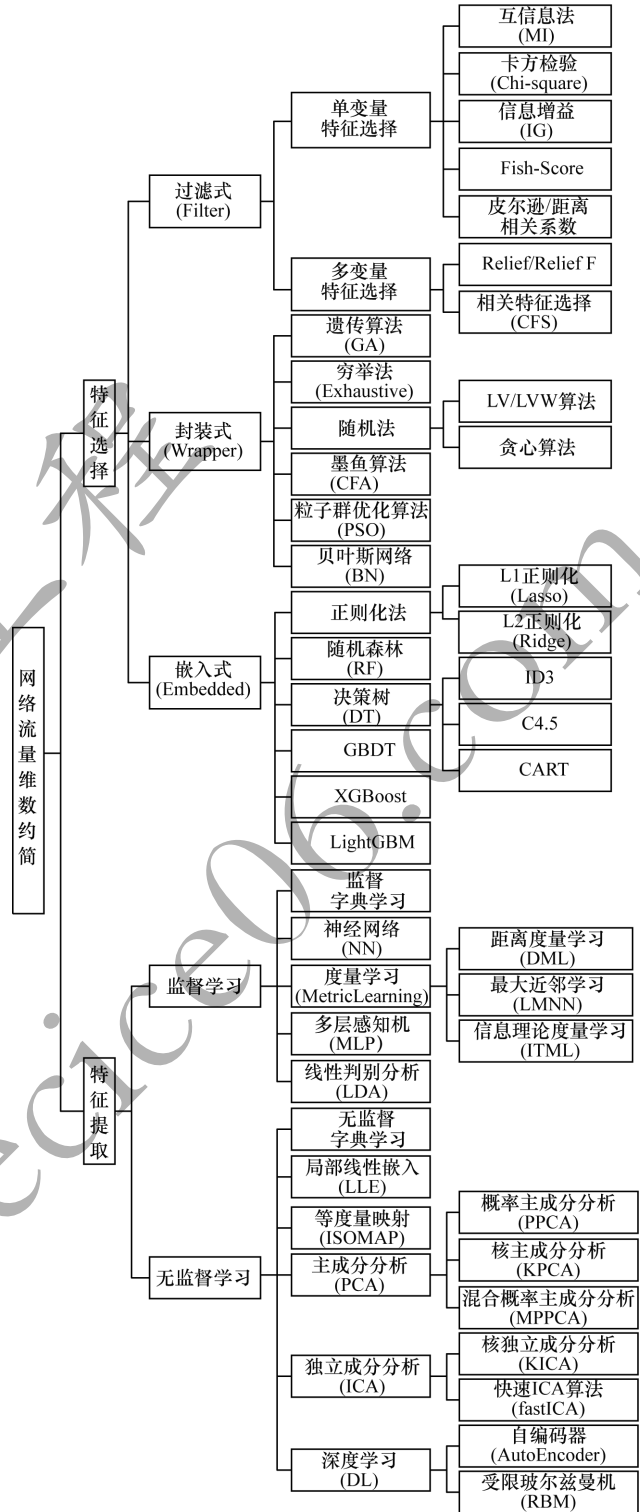 网络流量维数约简
特征选择
过滤式
(Filter)
单变量
特征选择
互信息法
(MI)
卡方检验
(Chi-square)
信息增益
(IG)
Fish-Score
皮尔逊/距离
相关系数
多变量
特征选择
Relief/Relief F
相关特征选择
(CFS)
封装式
(Wrapper)
遗传算法
(GA)
穷举法
(Exhaustive)
随机法
LV/LVW算法
贪心算法
墨鱼算法
(CFA)
粒子群优化算法
(PSO)
贝叶斯网络
(BN)
嵌入式
(Embedded)
正则化法
L1正则化
(Lasso)
L2正则化
(Ridge)
随机森林
(RF)
决策树
(DT)
ID3
C4.5
CART
GBDT
XGBoost
LightGBM
特征提取
监督学习
监督
字典学习
神经网络
(NN)
度量学习
(MetricLearning)
距离度量学习
(DML)
最大近邻学习
(LMNN)
信息理论度量学习
(ITML)
多层感知机
(MLP)
线性判别分析
(LDA)
无监督学习
无监督
字典学习
局部线性嵌入
(LLE)
等度量映射
(ISOMAP)
主成分分析
(PCA)
概率主成分分析
(PPCA)
核主成分分析
(KPCA)
混合概率主成分分析
(MPPCA)
独立成分分析
(ICA)
核独立成分分析
(KICA)
快速ICA算法
(fastICA)
深度学习
(DL)
自编码器
(AutoEncoder)
受限玻尔兹曼机
(RBM)
工程
ecice06.com